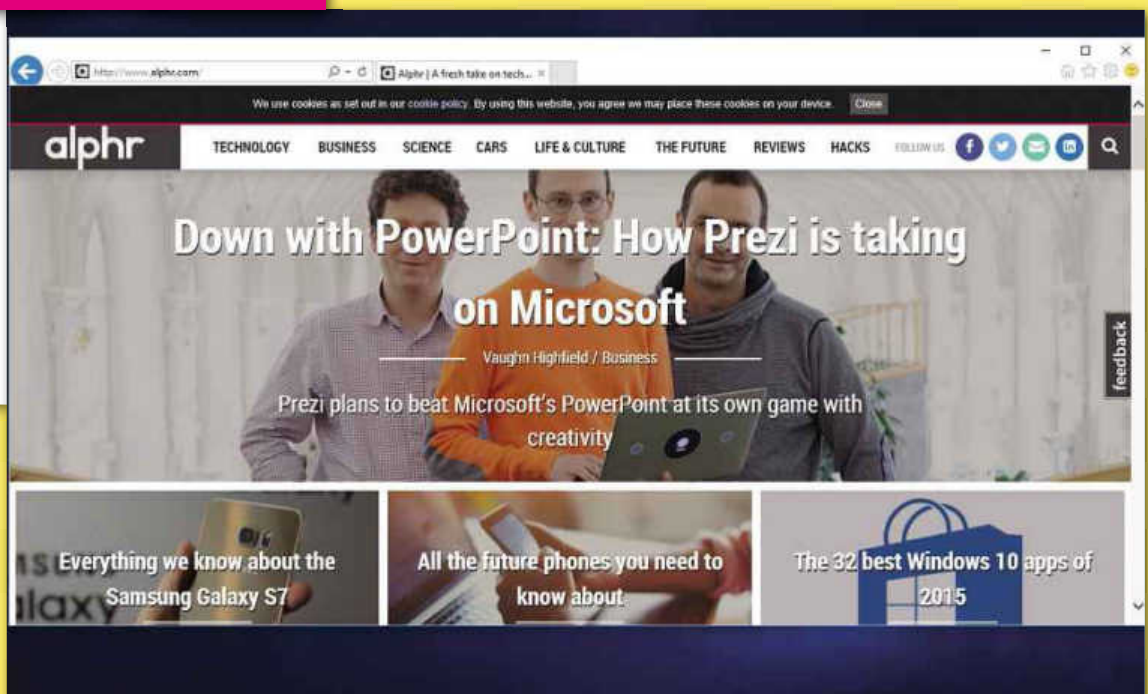 http://www.alphr.com/
Alphr | A fresh take on tech...
We use cookies as set out in our cookie policy. By using this website, you agree we may place these cookies on your device. Close
alphr TECHNOLOGY BUSINESS SCIENCE CARS LIFE & CULTURE THE FUTURE REVIEWS HACKS FOLLOW US
Down with PowerPoint: How Prezi is taking
on Microsoft
Vaughn Highfield / Business
feedback
Prezi plans to beat Microsoft's PowerPoint at its own game with
creativity
Everything we know about the
Samsung Galaxy S7
All the future phones you need to
know about
The 32 best Windows 10 apps of
2015